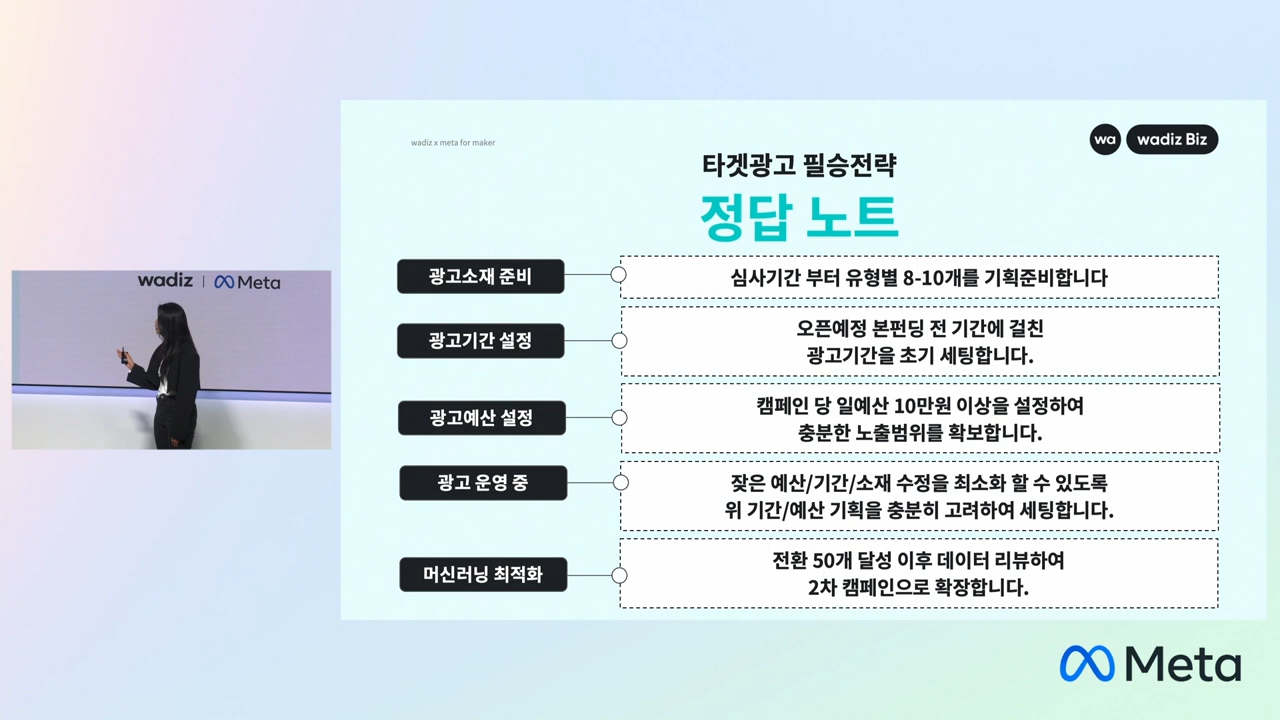 wadiz x meta for maker
wa wadiz Biz
타겟광고 필승전략
정답 노트
광고소재 준비
심사기간 부터 유형별 8-10개를 기획준비합니다
광고기간 설정
오픈예정 본펀딩 전 기간에 걸친
광고기간을 초기 세팅합니다.
광고예산 설정
캠페인 당 일예산 10만원 이상을 설정하여
충분한 노출범위를 확보합니다.
광고 운영 중
잦은 예산/기간/소재 수정을 최소화 할 수 있도록
위 기간/예산 기획을 충분히 고려하여 세팅합니다.
머신러닝 최적화
전환 50개 달성 이후 데이터 리뷰하여
2차 캠페인으로 확장합니다.
wadiz | Meta
Meta